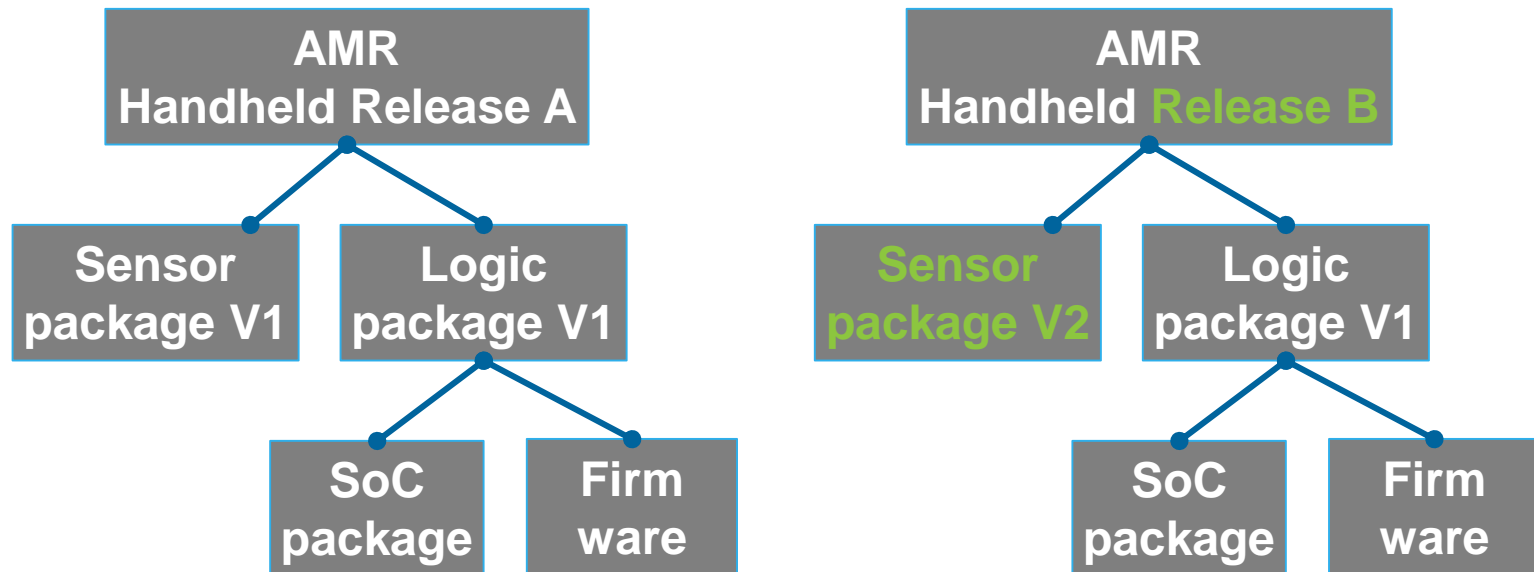 AMR
Handheld Release A
Sensor
package V1
Logic
package V1
SoC
package
Firm
ware
AMR
Handheld Release B
Sensor
package V2
Logic
package V1
SoC
package
Firm
ware